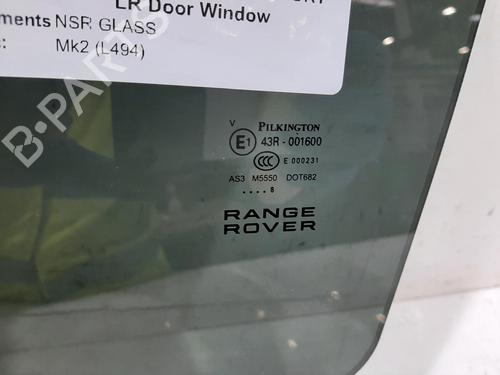 LR Door Window
NSR GLASS
Mk2 (L494)
B-PARTS
V PILKINGTON
E1 43R - 001600
CCC E 000231
AS3 M5550 DOT682
.... 8
RANGE
ROVER